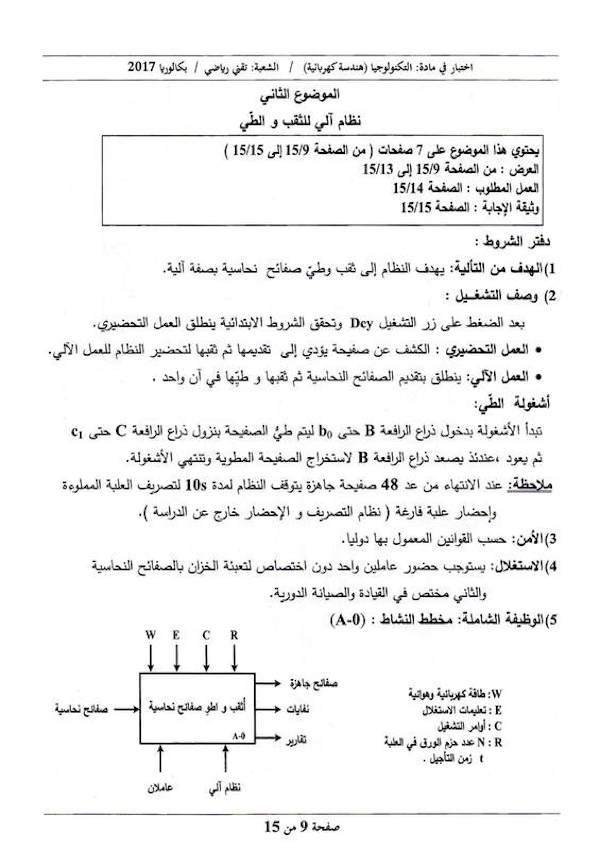 اختبار في مادة: التكنولوجيا (هندسة كهربائية) / الشعبة: تقني رياضي / بكالوريا 2017
الموضوع الثاني
نظام آلي للثقب و الطّي
يحتوي هذا الموضوع على 7 صفحات ( من الصفحة 15/9 إلى 15/15 )
العرض : من الصفحة 15/9 إلى 15/13
العمل المطلوب : الصفحة 15/14
وثيقة الإجابة : الصفحة 15/15
دفتر الشروط :
1)الهدف من التألية: يهدف النظام إلى ثقب وطيّ صفائح نحاسية بصفة آلية.
2) وصف التشغيل :
بعد الضغط على زر التشغيل Dcy وتحقق الشروط الابتدائية ينطلق العمل التحضيري.
• العمل التحضيري : الكشف عن صفيحة يؤدي إلى تقديمها ثم ثقبها لتحضير النظام للعمل الآلي.
• العمل الآلي: ينطلق بتقديم الصفائح النحاسية ثم ثقبها و طيّها في آن واحد .
أشغولة الطّي:
تبدأ الأشغولة بدخول ذراع الرافعة B حتى b0 ليتم طيُّ الصفيحة بنزول ذراع الرافعة C حتى c1
ثم يعود ،عندئذ يصعد ذراع الرافعة B لاستخراج الصفيحة المطوية وتنتهي الأشغولة.
ملاحظة: عند الانتهاء من عد 48 صفيحة جاهزة يتوقف النظام لمدة 10s لتصريف العلبة المملوءة
وإحضار علبة فارغة ( نظام التصريف و الإحضار خارج عن الدراسة ).
3)الأمن: حسب القوانين المعمول بها دوليا.
4)الاستغلال: يستوجب حضور عاملين واحد دون اختصاص لتعبئة الخزان بالصفائح النحاسية
والثاني مختص في القيادة والصيانة الدورية.
5)الوظيفة الشاملة: مخطط النشاط : (A-0)
W E C R
صفائح نحاسية
أثقب و اطوِ صفائح نحاسية
A-0
صفائح جاهزة
نفايات
تقارير
عاملان
نظام آلي
W: طاقة كهربائية وهوائية
E : تعليمات الاستغلال
C : أوامر التشغيل
R : N عدد حزم الورق في العلبة
t زمن التأجيل .
صفحة 9 من 15